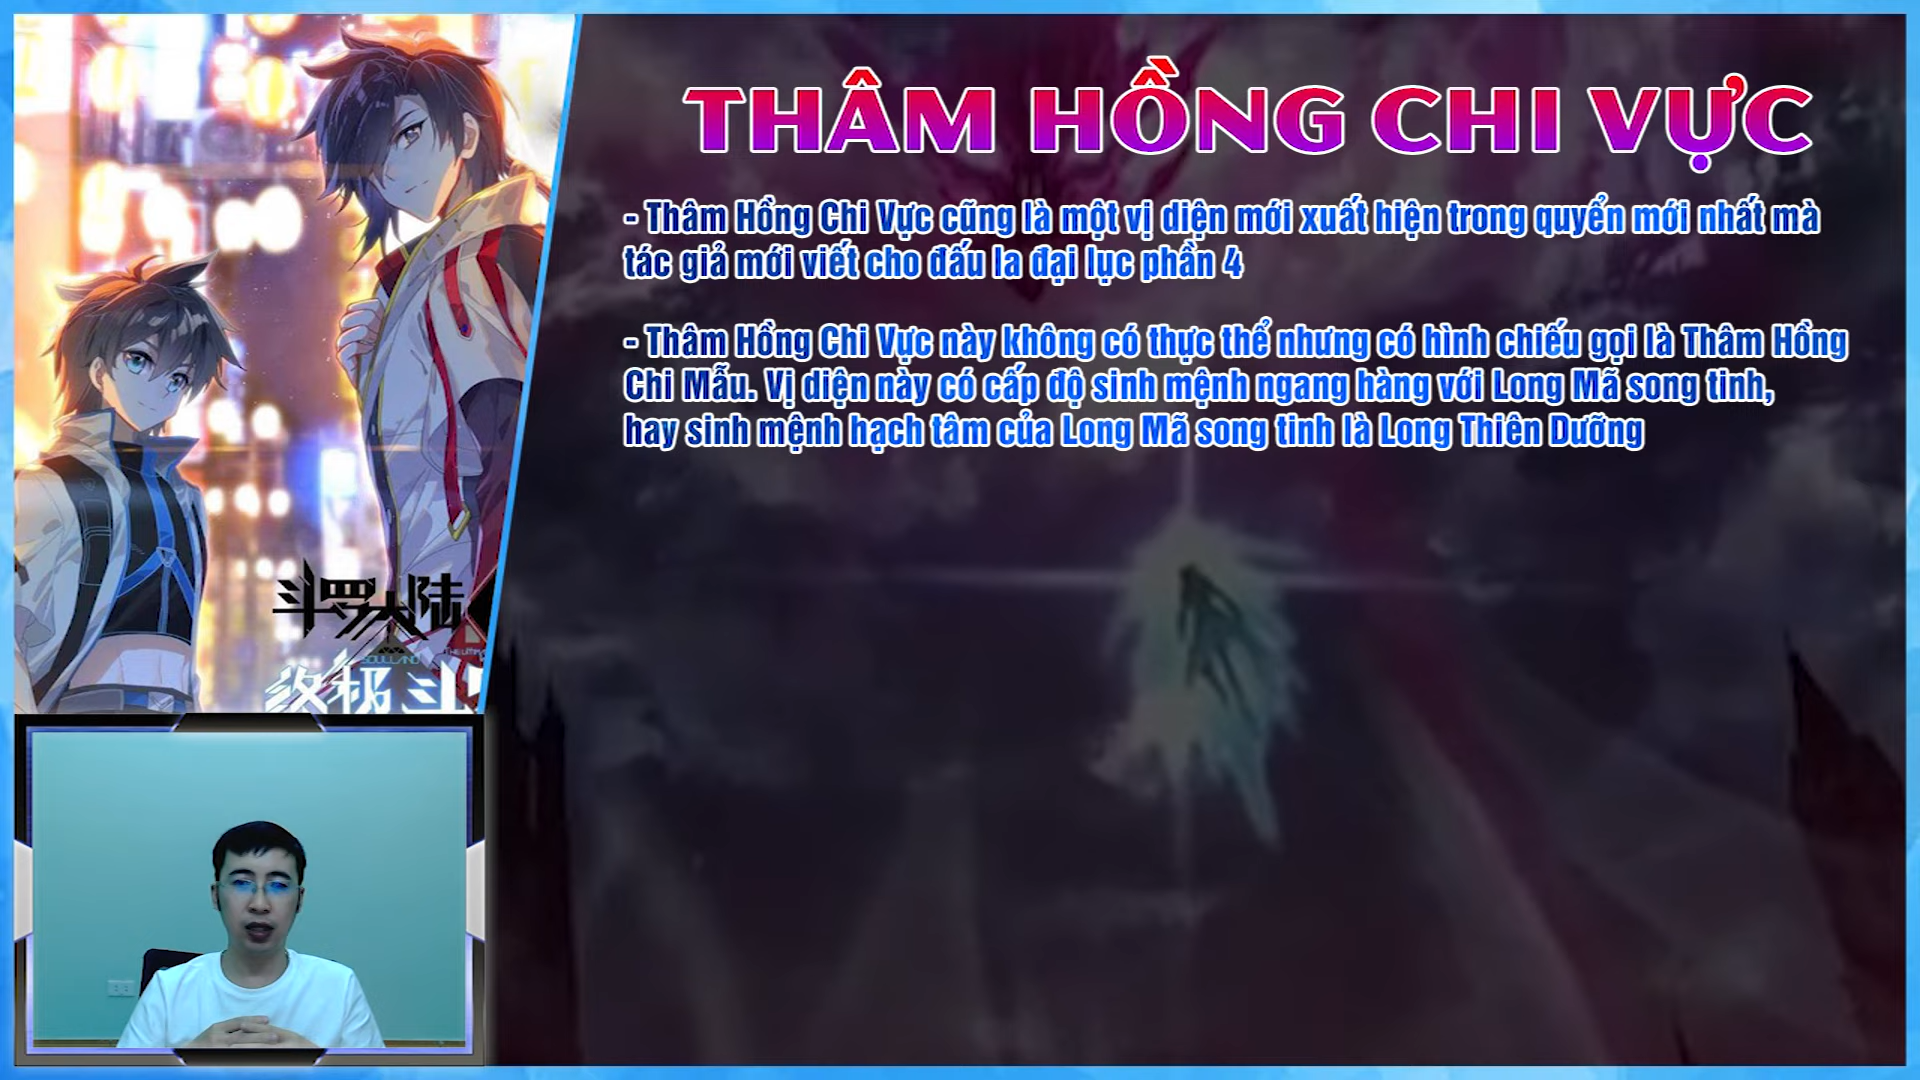 THÂM HỒNG CHI VỰC
- Thâm Hồng Chi Vực cũng là một vị diện mới xuất hiện trong quyển mới nhất mà
tác giả mới viết cho đấu la đại lục phần 4
- Thâm Hồng Chi Vực này không có thực thể nhưng có hình chiếu gọi là Thâm Hồng
Chi Mẫu. Vị diện này có cấp độ sinh mệnh ngang hàng với Long Mã song tinh,
hay sinh mệnh hạch tâm của Long Mã song tinh là Long Thiên Dưỡng
斗罗大陆
SOULLAND
终极斗